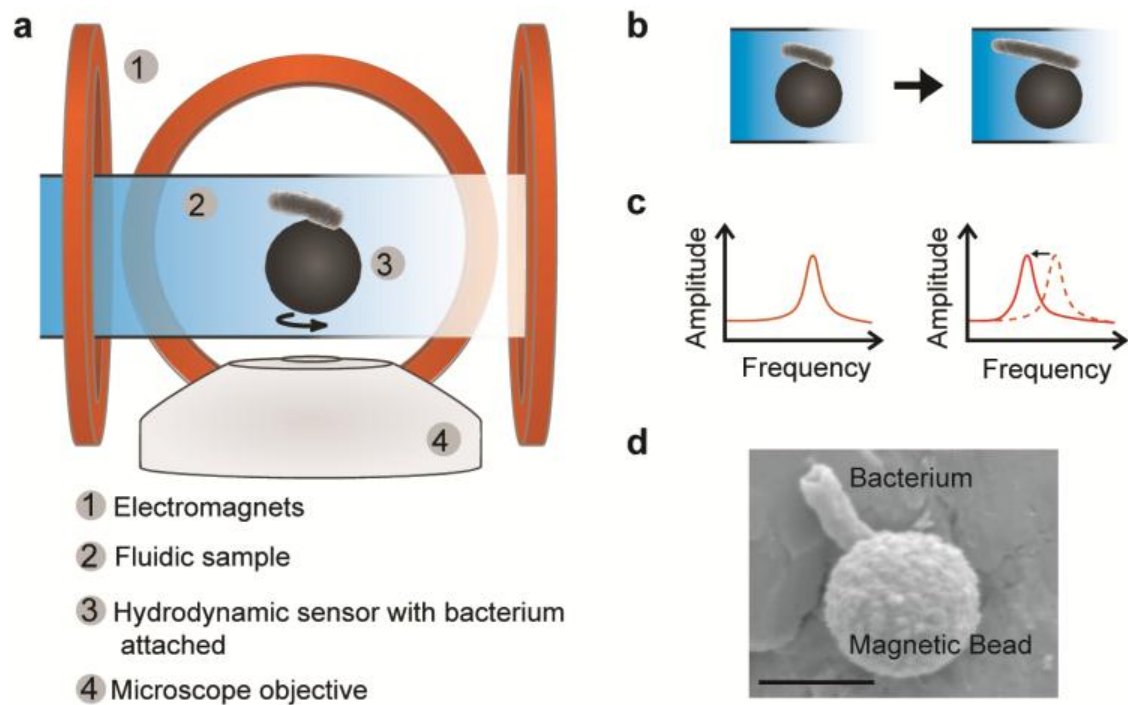 a
1
2
3
4
1 Electromagnets
2 Fluidic sample
3 Hydrodynamic sensor with bacterium
attached
4 Microscope objective
b
c
Amplitude
Frequency
Amplitude
Frequency
d
Bacterium
Magnetic Bead